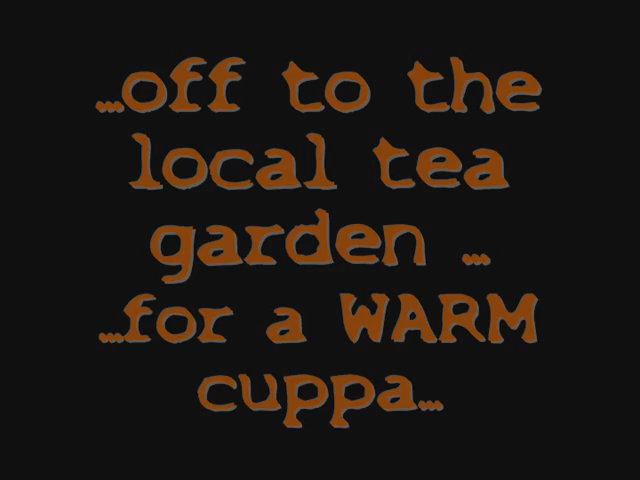 …off to the
local tea
garden …
…for a WARM
cuppa…